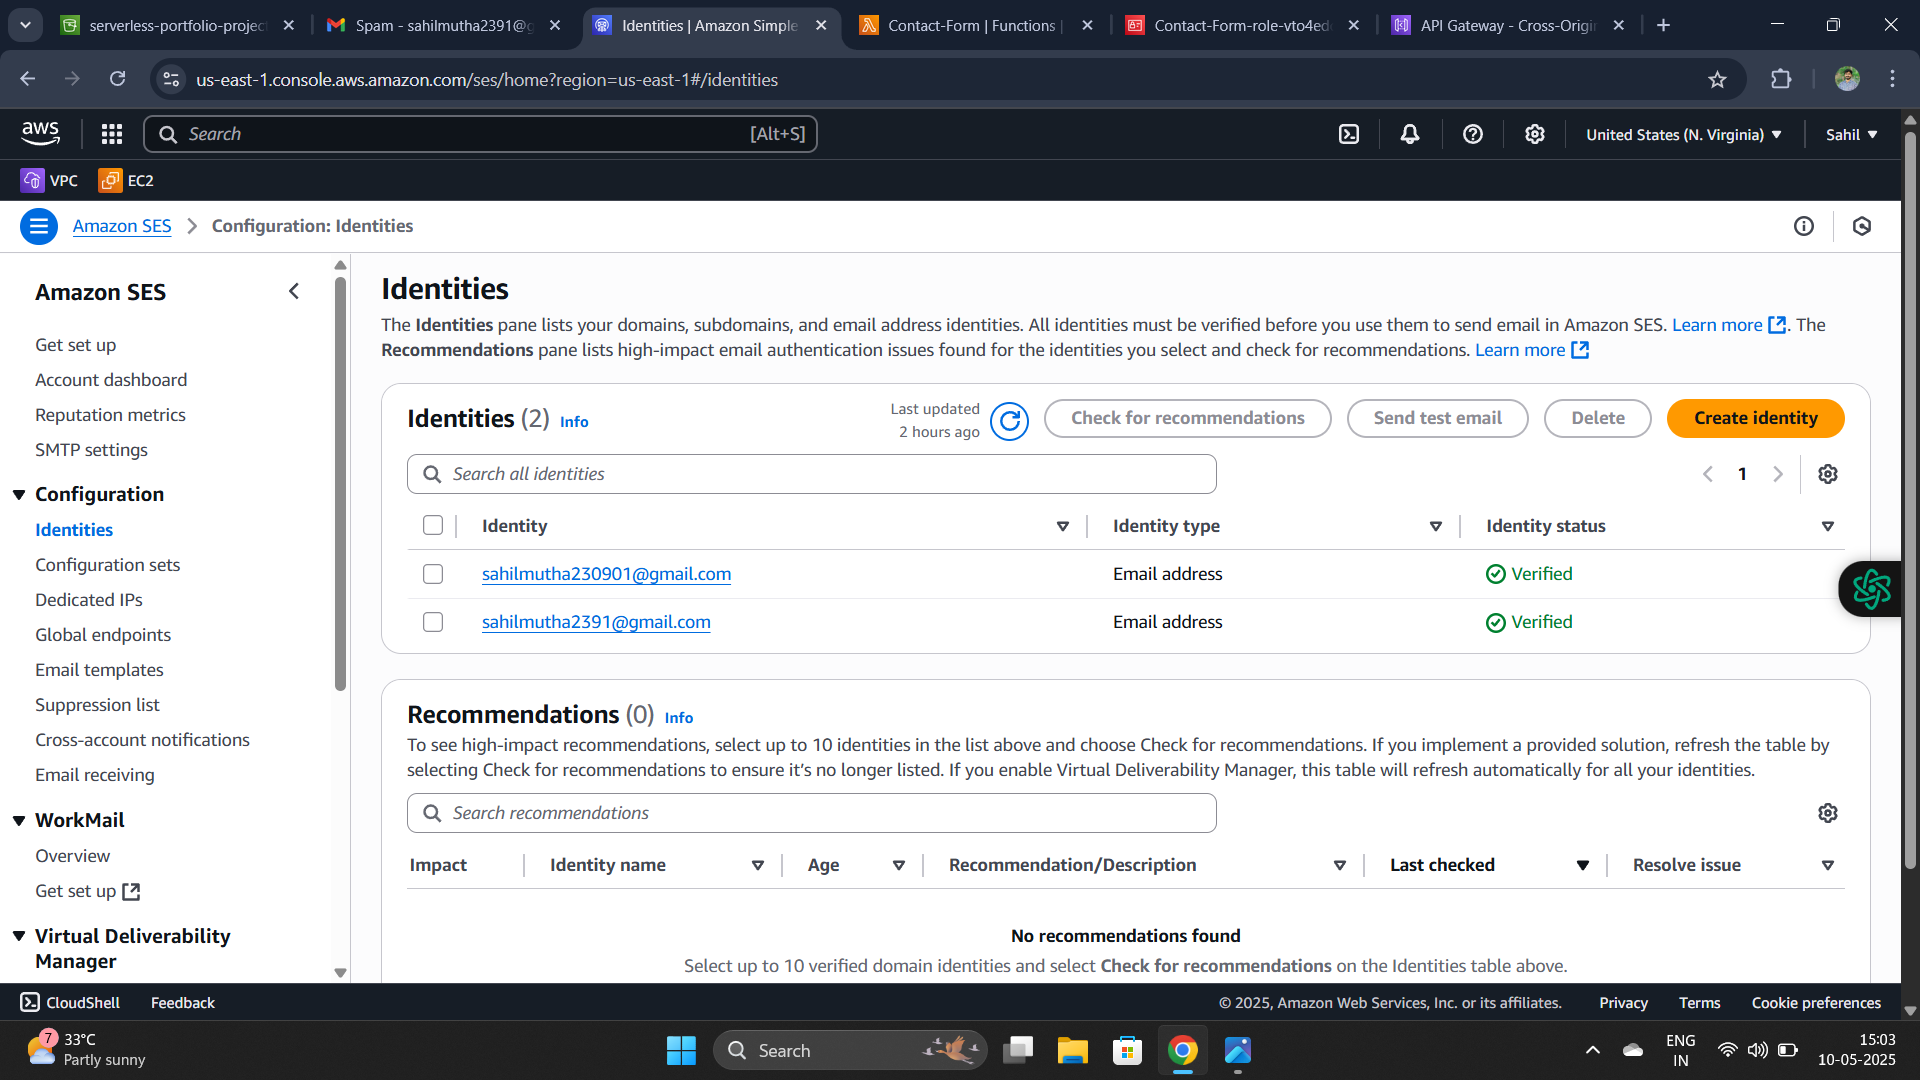 serverless-portfolio-project
Spam - sahilmutha2391@g
Identities | Amazon Simple
Contact-Form | Functions |
Contact-Form-role-vto4ed
API Gateway - Cross-Origi
us-east-1.console.aws.amazon.com/ses/home?region=us-east-1#/identities
aws
Search [Alt+S]
United States (N. Virginia)
Sahil
VPC
EC2
Amazon SES
Configuration: Identities
Amazon SES
Get set up
Account dashboard
Reputation metrics
SMTP settings
Configuration
Identities
Configuration sets
Dedicated IPs
Global endpoints
Email templates
Suppression list
Cross-account notifications
Email receiving
WorkMail
Overview
Get set up
Virtual Deliverability
Manager
Identities
The Identities pane lists your domains, subdomains, and email address identities. All identities must be verified before you use them to send email in Amazon SES. Learn more . The
Recommendations pane lists high-impact email authentication issues found for the identities you select and check for recommendations. Learn more
Identities (2) Info
Last updated
2 hours ago
Check for recommendations
Send test email
Delete
Create identity
Search all identities
1
Identity Identity type Identity status
sahilmutha230901@gmail.com Email address Verified
sahilmutha2391@gmail.com Email address Verified
Recommendations (0) Info
To see high-impact recommendations, select up to 10 identities in the list above and choose Check for recommendations. If you implement a provided solution, refresh the table by
selecting Check for recommendations to ensure it's no longer listed. If you enable Virtual Deliverability Manager, this table will refresh automatically for all your identities.
Search recommendations
Impact Identity name Age Recommendation/Description Last checked Resolve issue
No recommendations found
Select up to 10 verified domain identities and select Check for recommendations on the Identities table above.
CloudShell
Feedback
© 2025, Amazon Web Services, Inc. or its affiliates.
Privacy
Terms
Cookie preferences
7
33°C
Partly sunny
Search
ENG
IN
15:03
10-05-2025